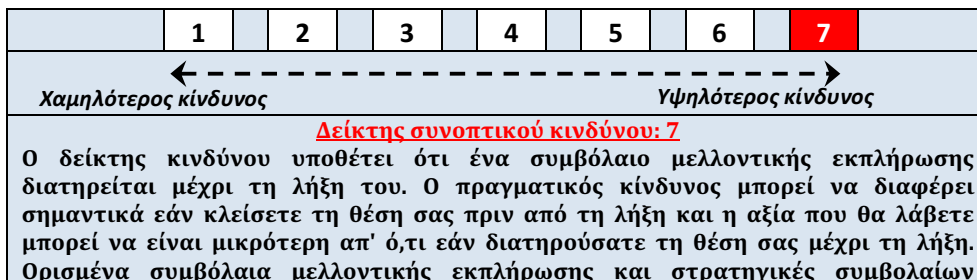 1 2 3 4 5 6 7
Χαμηλότερος κίνδυνος Υψηλότερος κίνδυνος
Δείκτης συνοπτικού κινδύνου: 7
Ο δείκτης κινδύνου υποθέτει ότι ένα συμβόλαιο μελλοντικής εκπλήρωσης
διατηρείται μέχρι τη λήξη του. Ο πραγματικός κίνδυνος μπορεί να διαφέρει
σημαντικά εάν κλείσετε τη θέση σας πριν από τη λήξη και η αξία που θα λάβετε
μπορεί να είναι μικρότερη απ' ό,τι εάν διατηρούσατε τη θέση σας μέχρι τη λήξη.
Ορισμένα συμβόλαια μελλοντικής εκπλήρωσης και στρατηγικές συμβολαίων